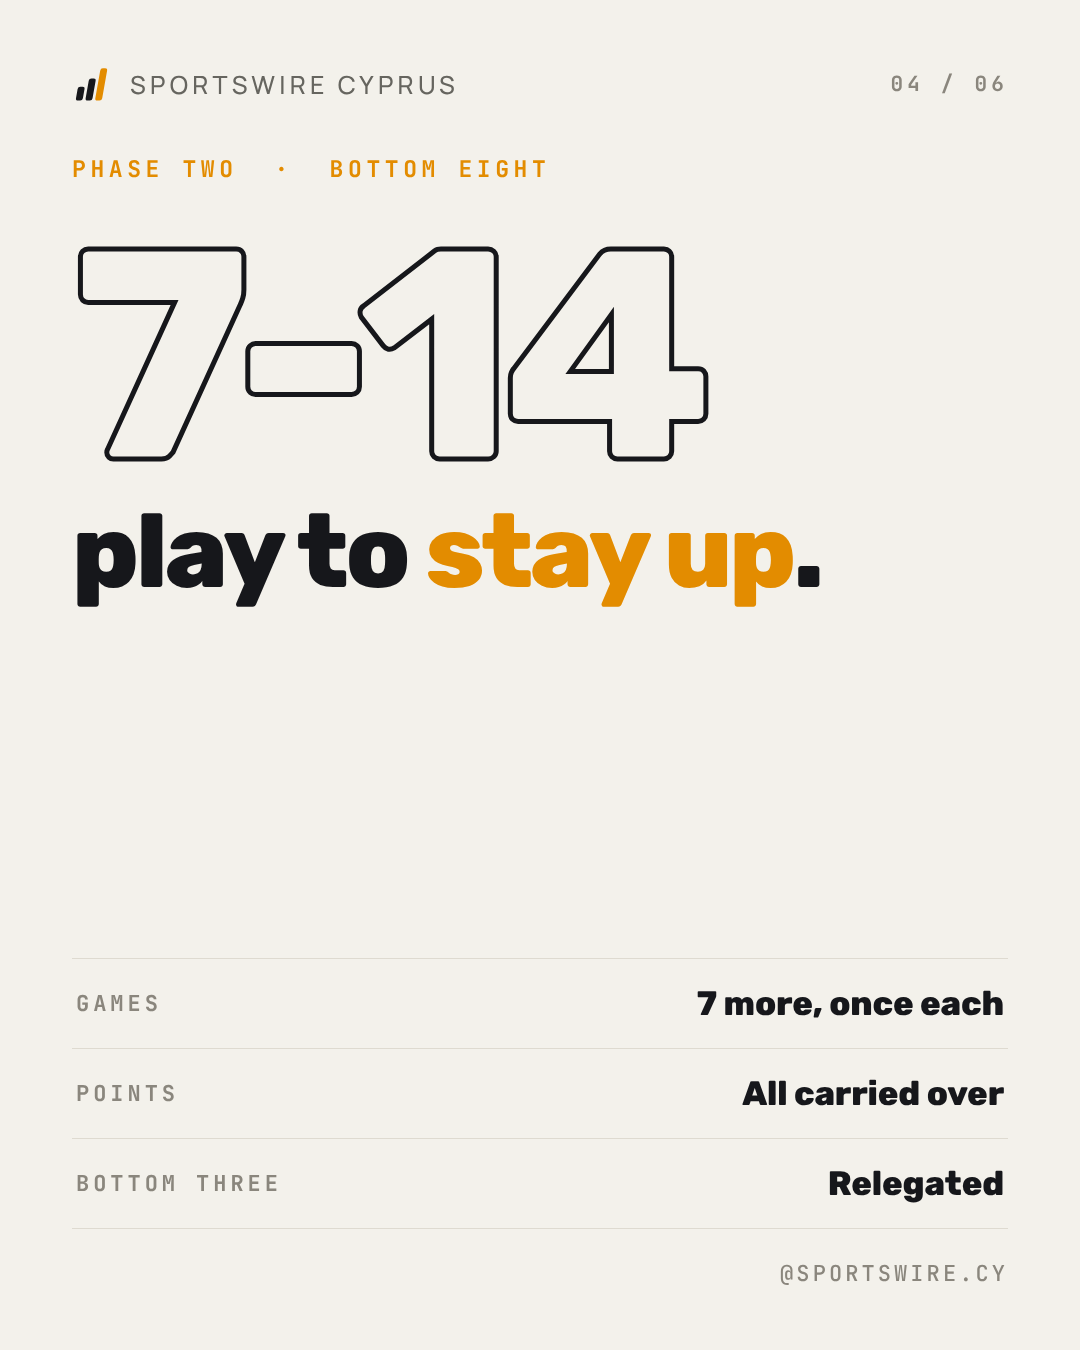 SPORTSWIRE CYPRUS
04 / 06
PHASE TWO · BOTTOM EIGHT
7-14
play to stay up.
GAMES
7 more, once each
POINTS
All carried over
BOTTOM THREE
Relegated
@SPORTSWIRE.CY